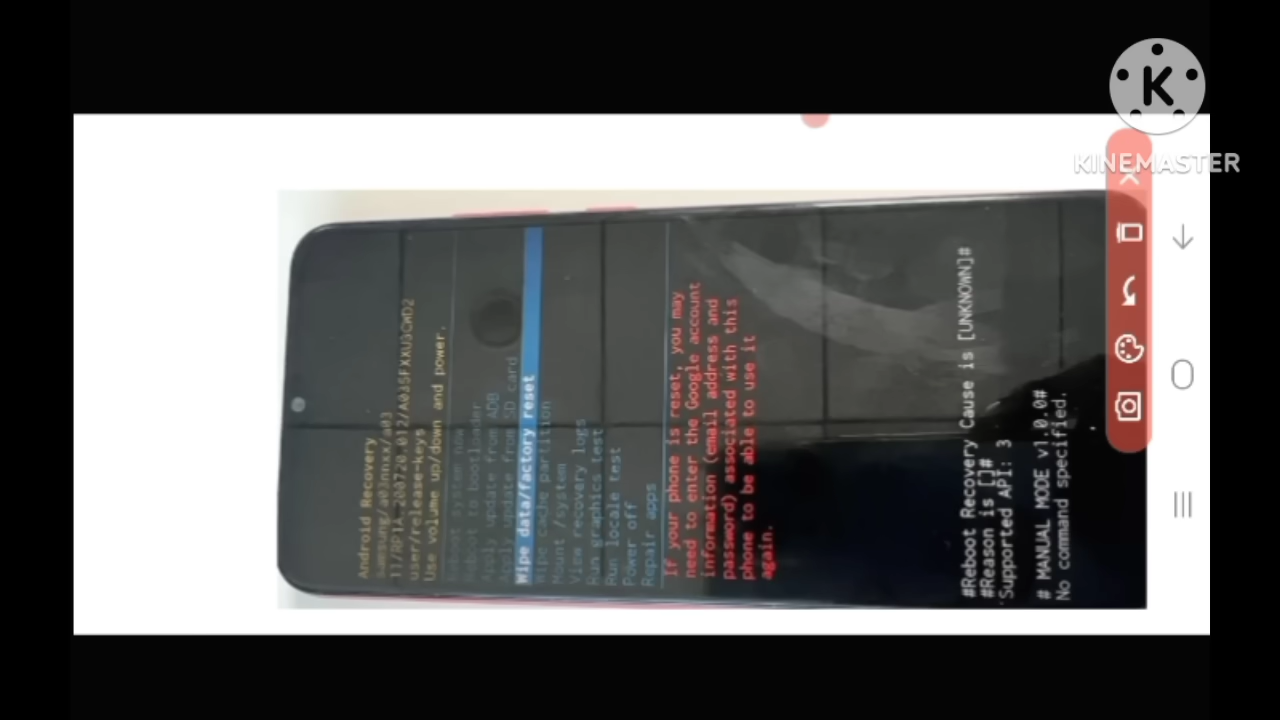 Android Recovery
samsung/a03nnxx/a03
11/RP1A.200720.012/A035FXXU3CWD2
user/release-keys
Use volume up/down and power.
Reboot system now
Reboot to bootloader
Apply update from ADB
Apply update from SD card
Wipe data/factory reset
Wipe cache partition
Mount /system
View recovery logs
Run graphics test
Run locale test
Power off
Repair apps
If your phone is reset, you may
need to enter the Google account
information (email address and
password) associated with this
phone to be able to use it
again.
#Reboot Recovery Cause is [UNKNOWN]#
#Reason is []#
Supported API: 3
# MANUAL MODE v1.0.0#
No command specified.
K
KINEMASTER